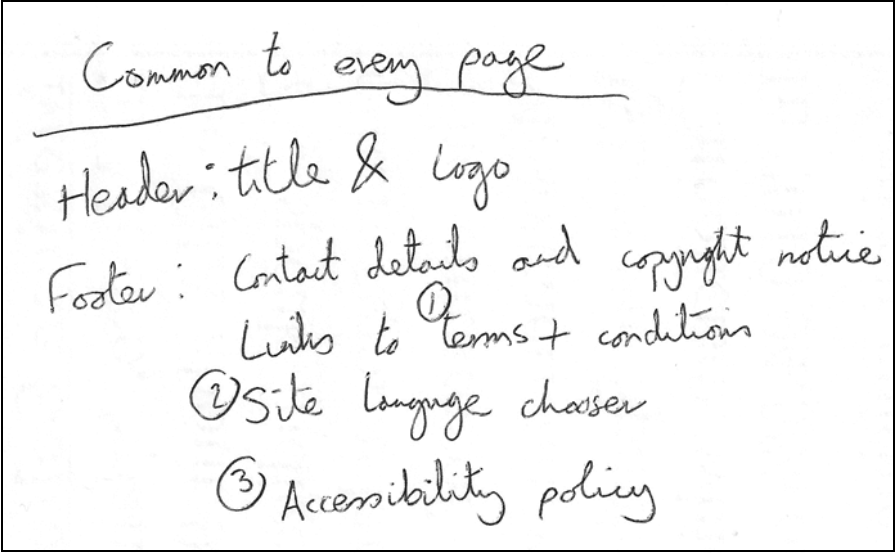 Common to every page
Header: title & logo
Footer: Contact details and copyright notice
Links to ① terms + conditions
② Site language chooser
③ Accessibility policy